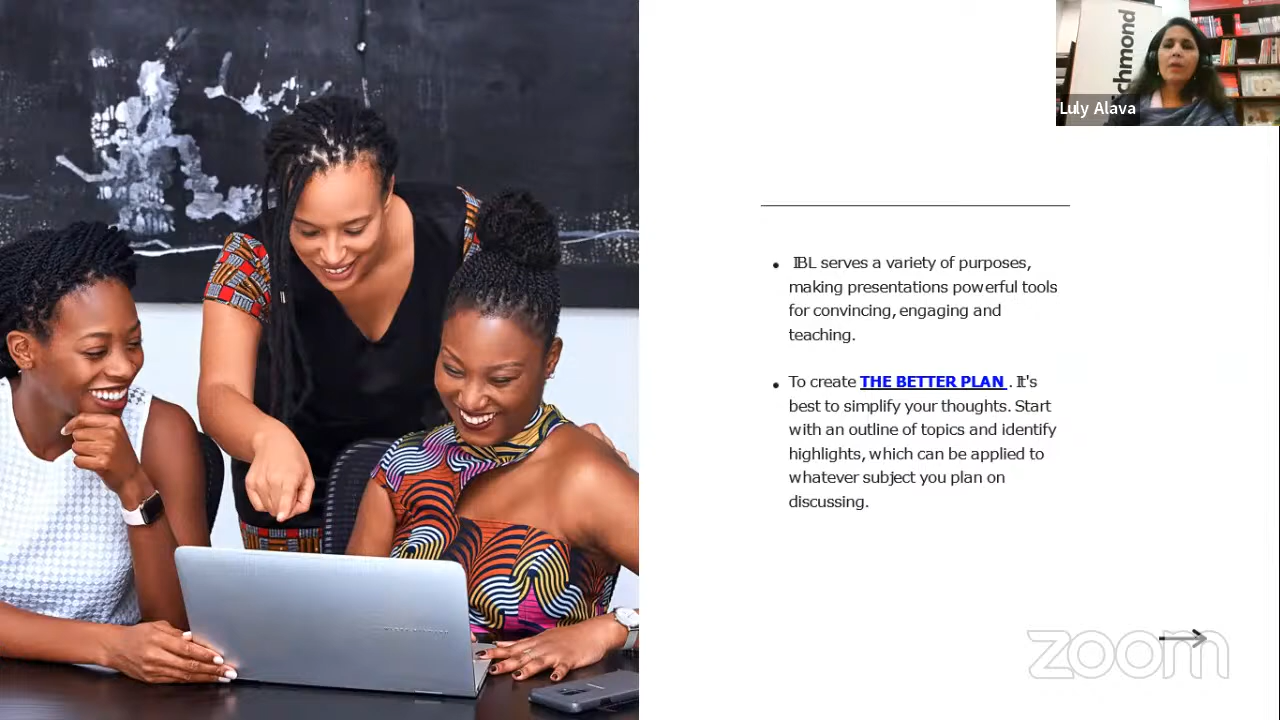 chmond
Luly Alava
IBL serves a variety of purposes,
making presentations powerful tools
for convincing, engaging and
teaching.
To create THE BETTER PLAN . It's
best to simplify your thoughts. Start
with an outline of topics and identify
highlights, which can be applied to
whatever subject you plan on
discussing.
zoom